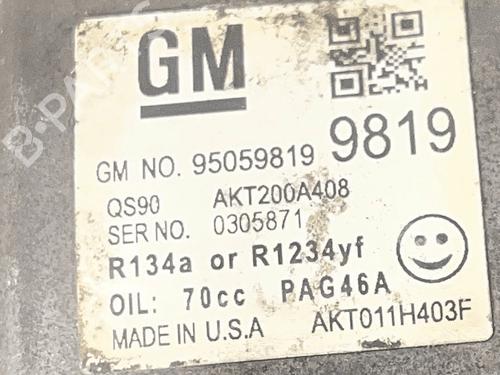 GM
GM NO. 95059819 9819
QS90 AKT200A408
SER NO. 0305871
R134a or R1234yf
OIL: 70cc PAG46A
MADE IN U.S.A AKT011H403F
B-PARTS